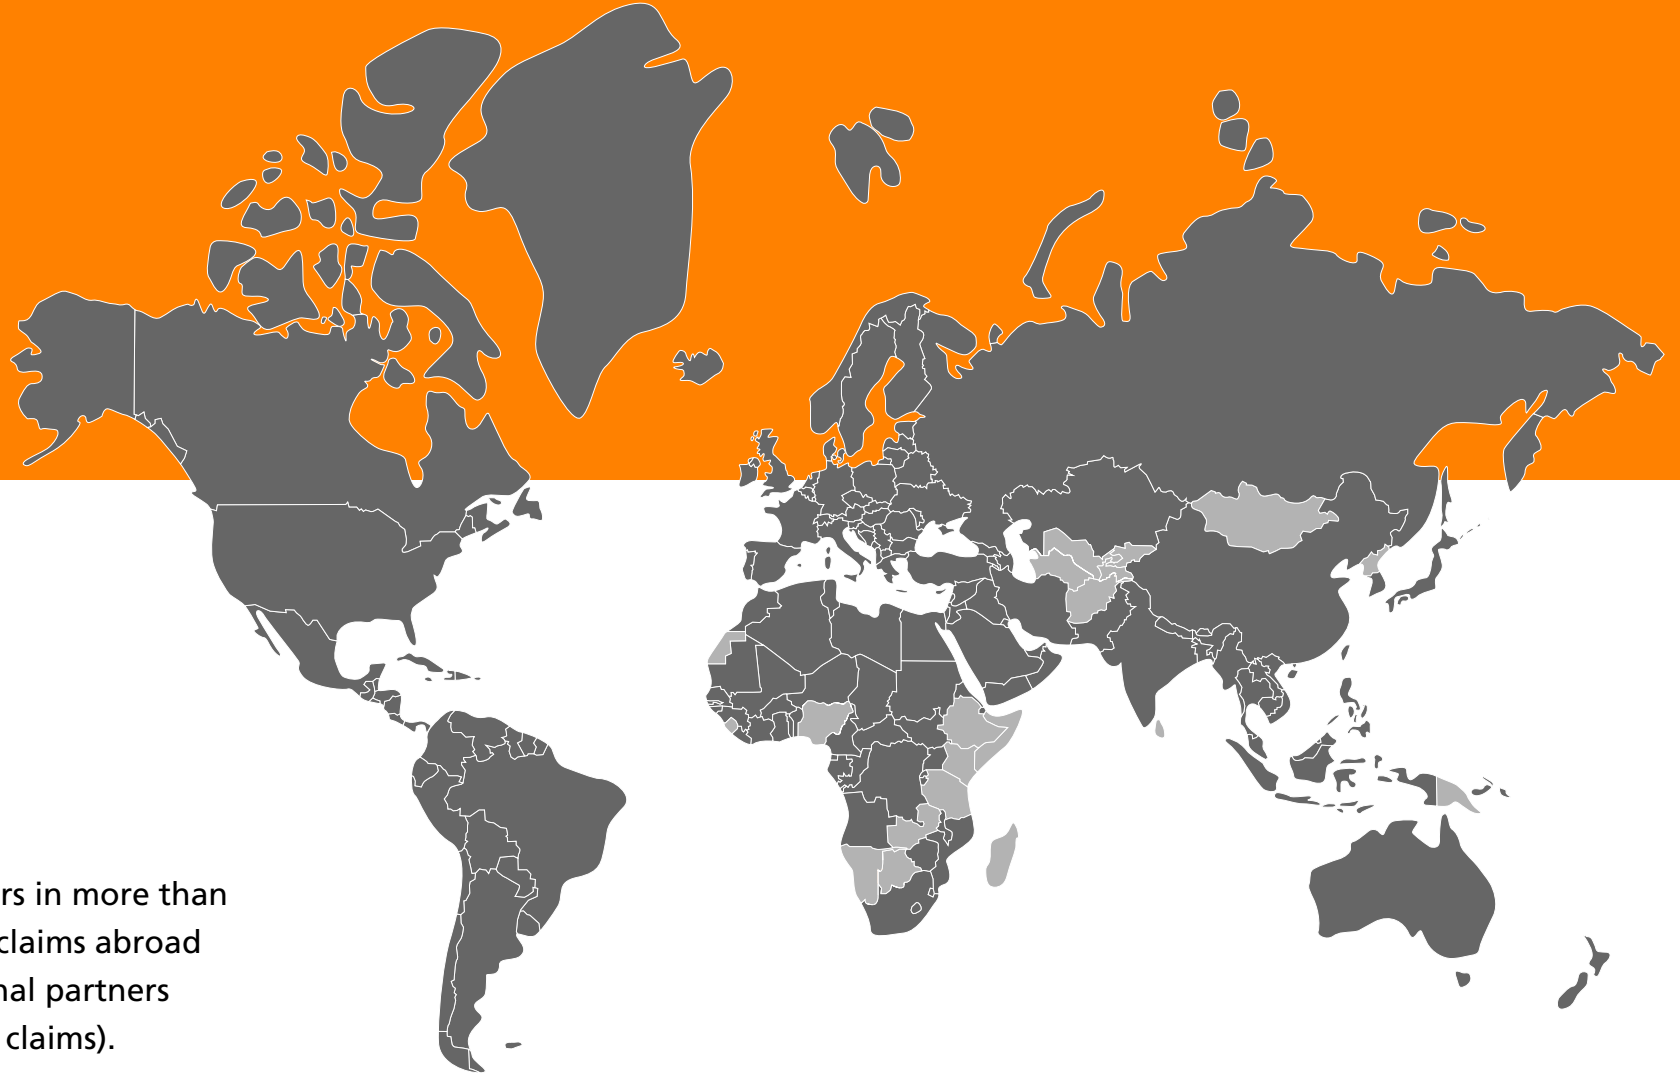 rs in more than
claims abroad
nal partners
claims).